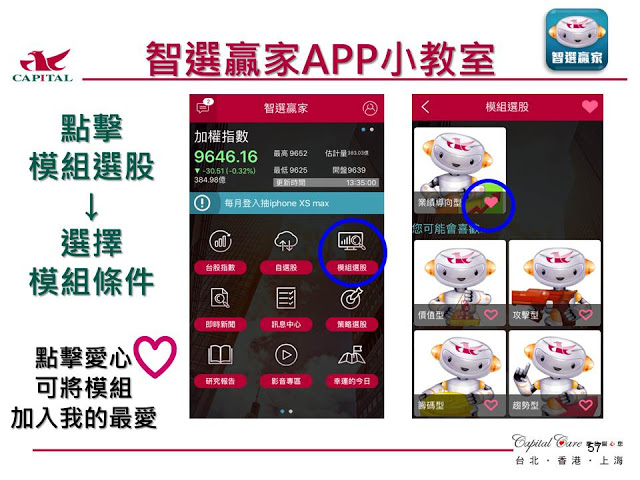 CAPITAL
智選贏家APP小教室
智選贏家
點擊
模組選股
↓
選擇
模組條件
點擊愛心
可將模組
加入我的最愛
智選贏家
加權指數
9646.16
▼ -30.51 (-0.32%)
384.98億
最高 9652
估計量383.03億
最低 9625
開盤9639
更新時間
13:35:00
每月登入抽iphone XS max
台股指數
自選股
模組選股
即時新聞
訊息中心
策略選股
研究報告
影音專區
幸運的今日
模組選股
業績導向型
您可能會喜歡
價值型
攻擊型
籌碼型
趨勢型
Capital Care
57
台北・香港・上海